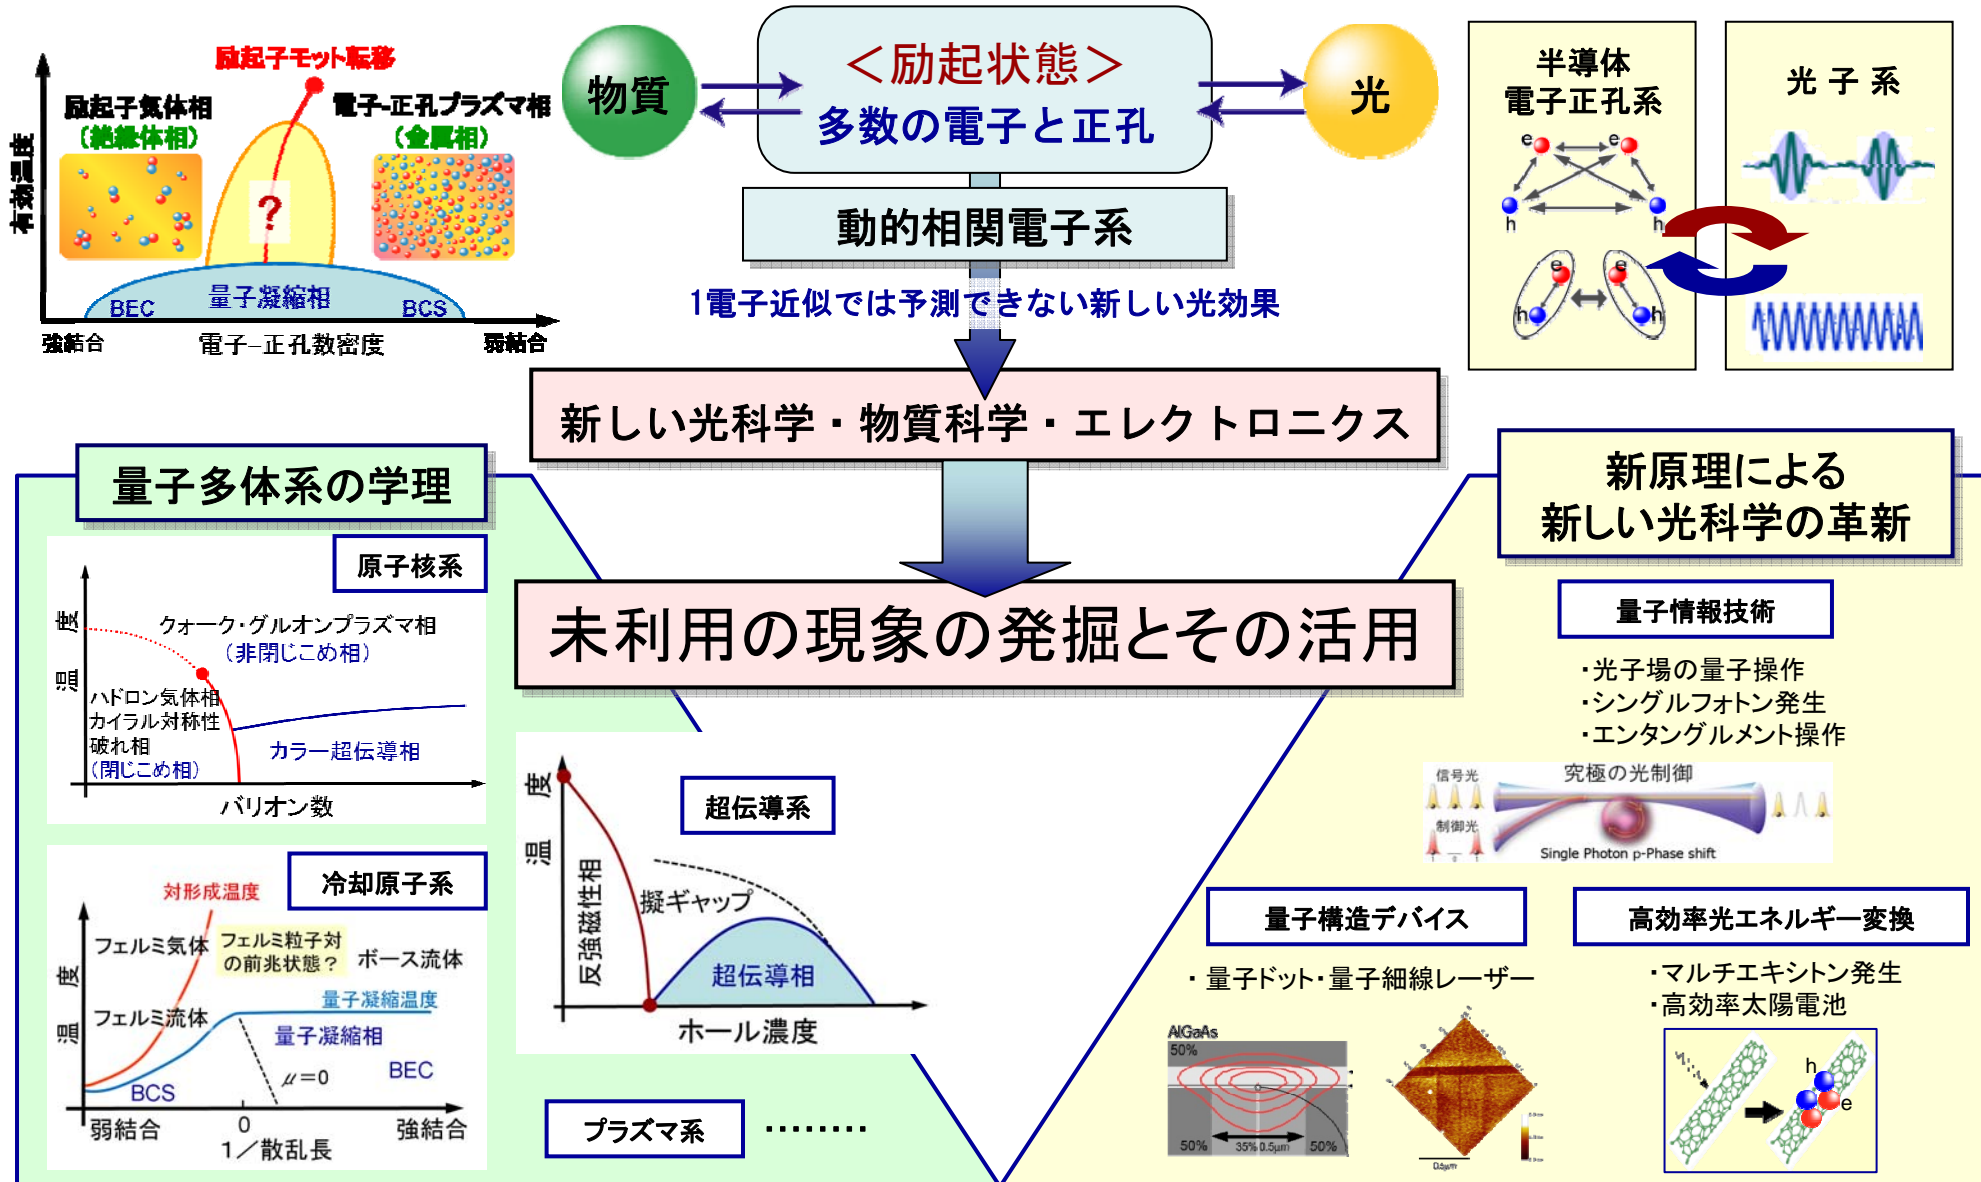 励起子モット転移
励起子気体相
(絶縁体相)
電子-正孔プラズマ相
(金属相)
有効温度
?
量子凝縮相
BEC
BCS
強結合
電子−正孔数密度
弱結合
物質
＜励起状態＞
多数の電子と正孔
光
動的相関電子系
1電子近似では予測できない新しい光効果
半導体
電子正孔系
e
e
h
h
e
e
h
h
光 子 系
新しい光科学・物質科学・エレクトロニクス
未利用の現象の発掘とその活用
量子多体系の学理
原子核系
温度
クォーク・グルオンプラズマ相
(非閉じこめ相)
ハドロン気体相
カイラル対称性
破れ相
(閉じこめ相)
カラー超伝導相
バリオン数
冷却原子系
対形成温度
温度
フェルミ気体
フェルミ粒子対
の前兆状態？
ボース流体
量子凝縮温度
フェルミ流体
量子凝縮相
BCS
μ＝0
BEC
弱結合
0
強結合
1／散乱長
超伝導系
温度
反強磁性相
擬ギャップ
超伝導相
ホール濃度
プラズマ系
‥‥‥‥
新原理による
新しい光科学の革新
量子情報技術
・光子場の量子操作
・シングルフォトン発生
・エンタングルメント操作
信号光
究極の光制御
制御光
1 0 1
Single Photon p-Phase shift
量子構造デバイス
・量子ドット・量子細線レーザー
AlGaAs
50%
50%
35% 0.5μm
50%
0.5μm
高効率光エネルギー変換
・マルチエキシトン発生
・高効率太陽電池
h
e